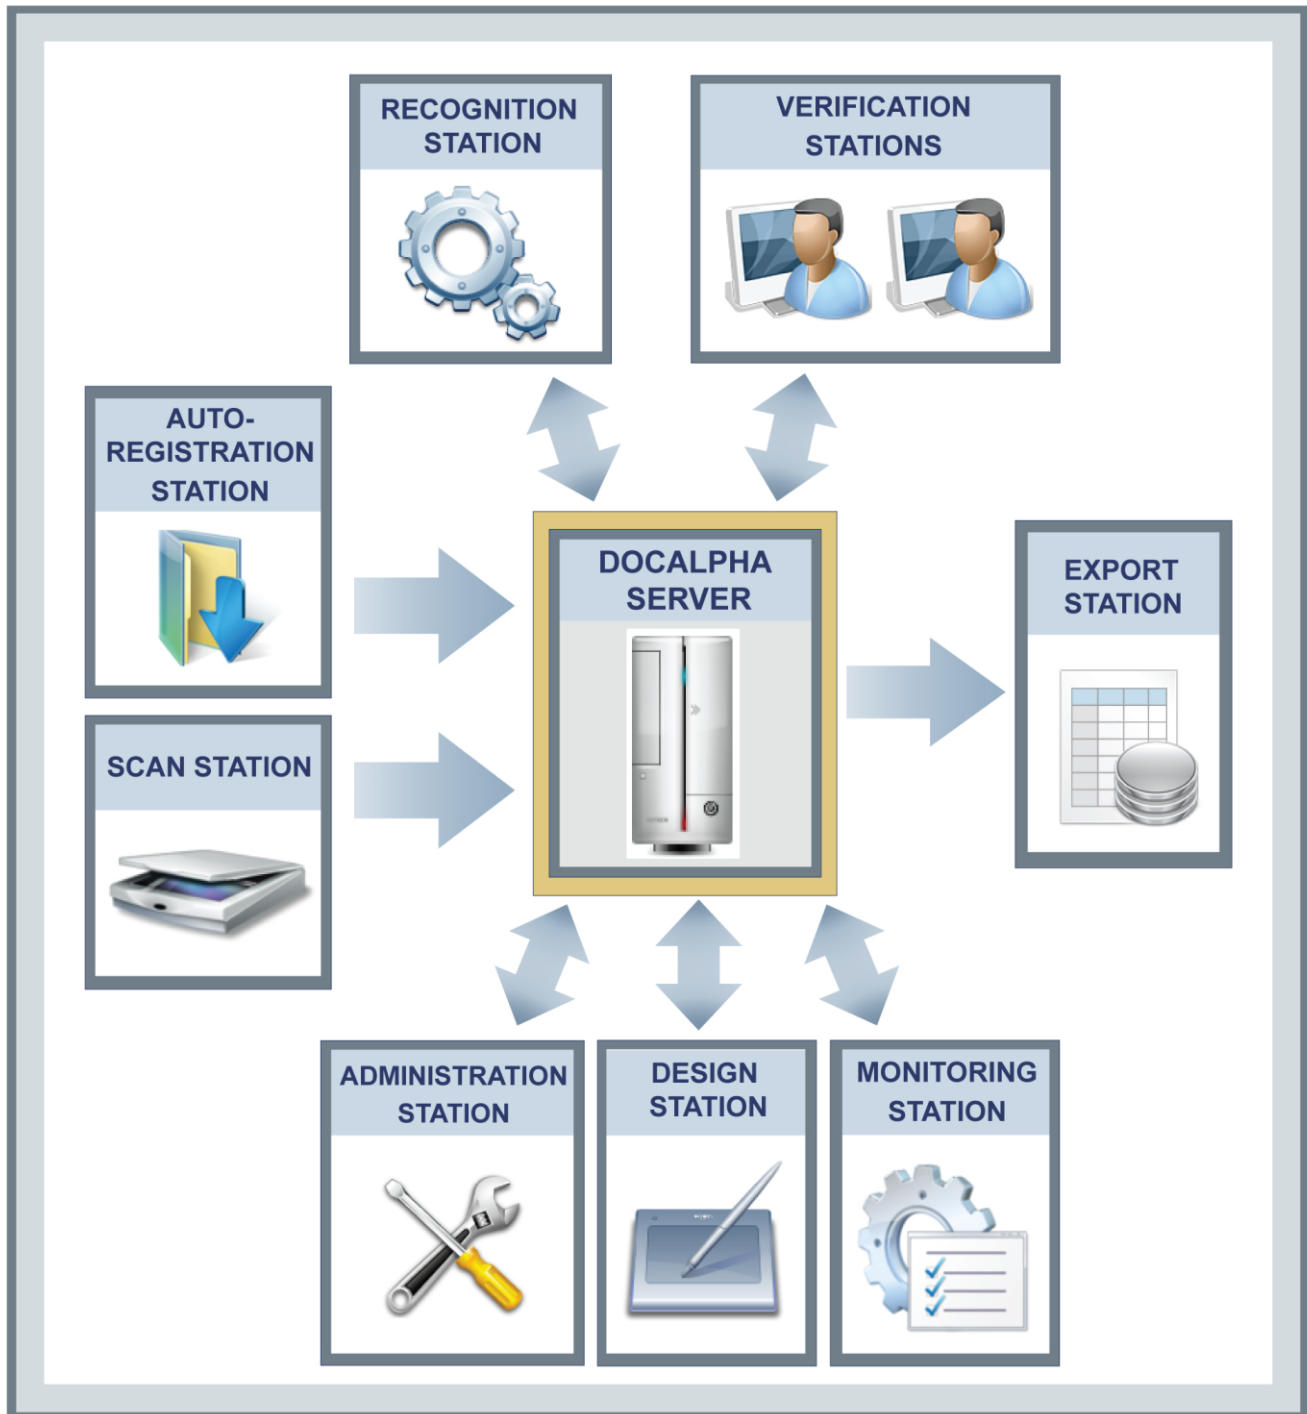 RECOGNITION
STATION
VERIFICATION
STATIONS
AUTO-
REGISTRATION
STATION
SCAN STATION
DOCALPHA
SERVER
EXPORT
STATION
ADMINISTRATION
STATION
DESIGN
STATION
MONITORING
STATION